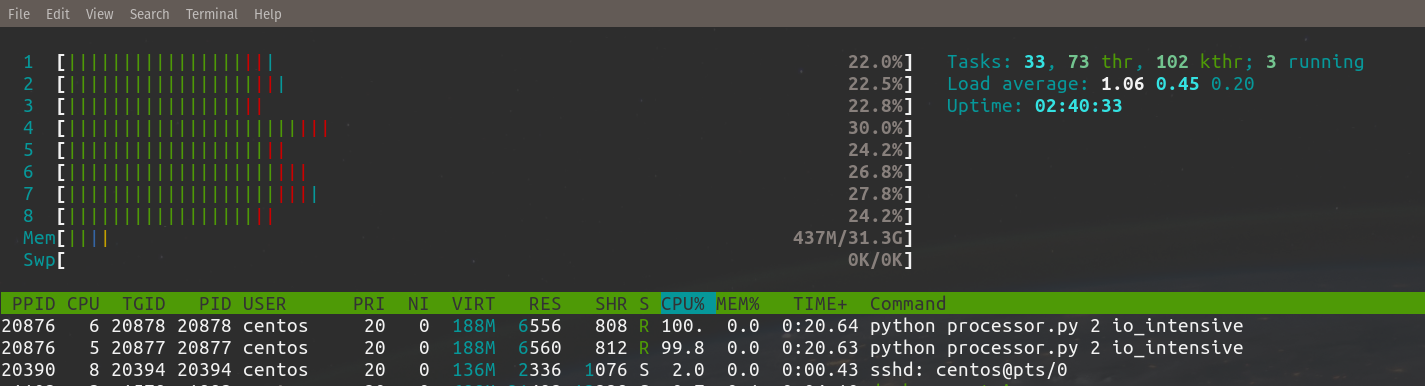 File Edit View Search Terminal Help
1 [||||||||||||||||||| 22.0%] Tasks: 33, 73 thr, 102 kthr; 3 running
2 [|||||||||||||||||||| 22.5%] Load average: 1.06 0.45 0.20
3 [|||||||||||||||||| 22.8%] Uptime: 02:40:33
4 [|||||||||||||||||||||||| 30.0%]
5 [|||||||||||||||||||| 24.2%]
6 [|||||||||||||||||||||| 26.8%]
7 [||||||||||||||||||||||| 27.8%]
8 [||||||||||||||||||| 24.2%]
Mem[|||| 437M/31.3G]
Swp[ 0K/0K]
PPID CPU TGID PID USER PRI NI VIRT RES SHR S CPU% MEM% TIME+ Command
20876 6 20878 20878 centos 20 0 188M 6556 808 R 100. 0.0 0:20.64 python processor.py 2 io_intensive
20876 5 20877 20877 centos 20 0 188M 6560 812 R 99.8 0.0 0:20.63 python processor.py 2 io_intensive
20390 8 20394 20394 centos 20 0 136M 2336 1076 S 2.0 0.0 0:00.43 sshd: centos@pts/0